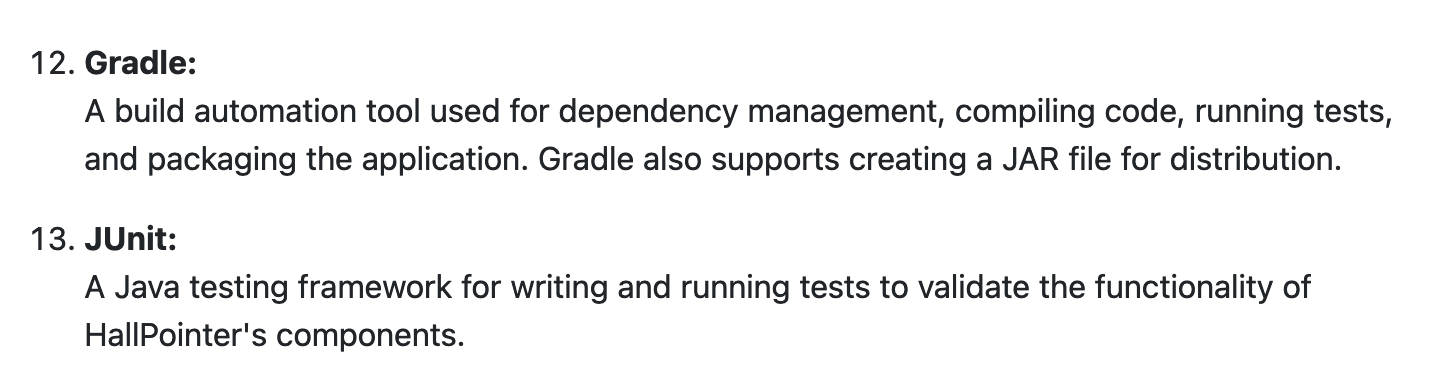 12. Gradle:
A build automation tool used for dependency management, compiling code, running tests,
and packaging the application. Gradle also supports creating a JAR file for distribution.
13. JUnit:
A Java testing framework for writing and running tests to validate the functionality of
HallPointer's components.